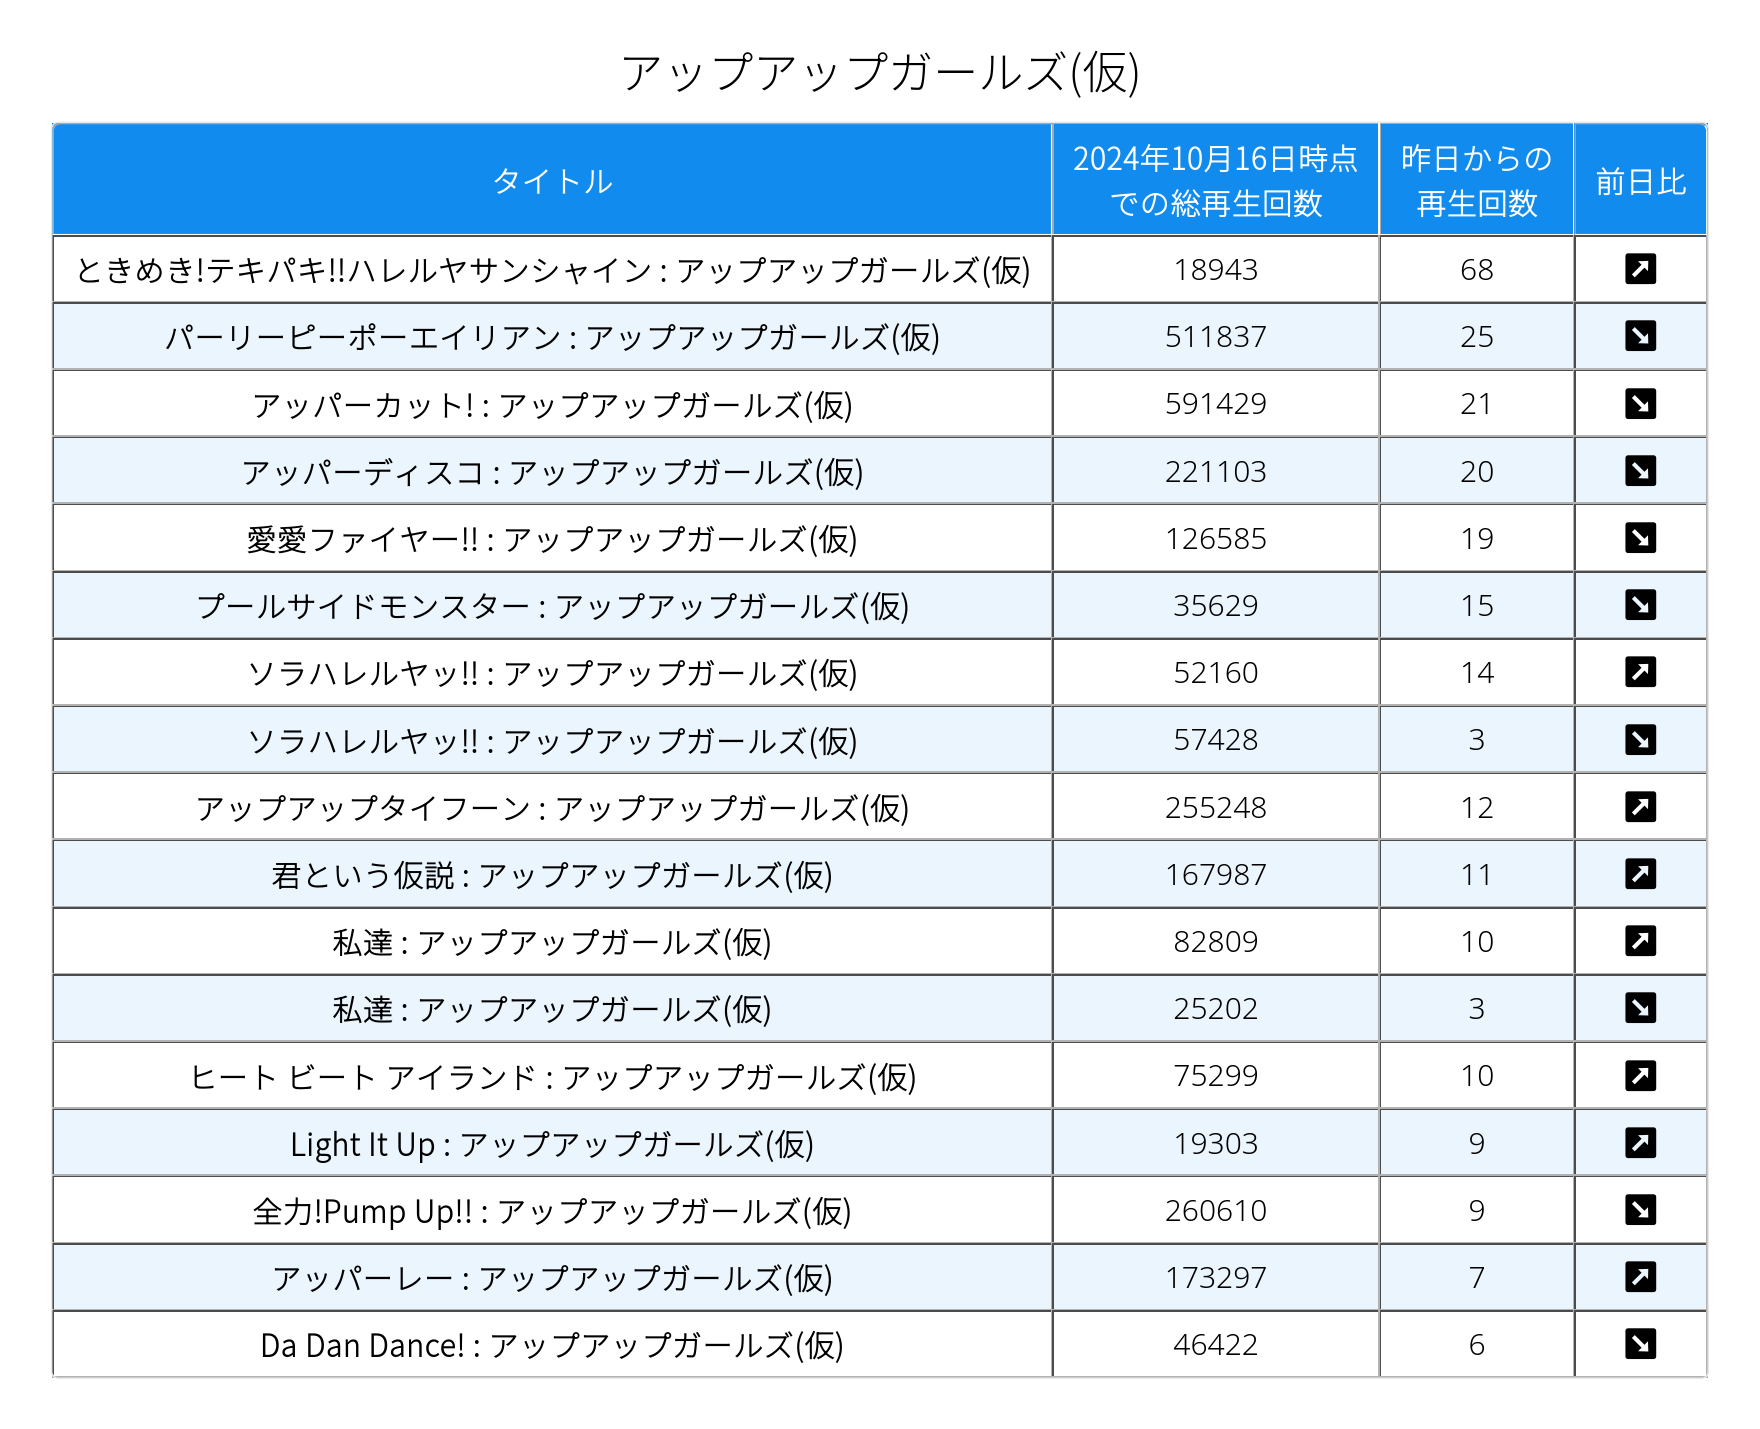 アップアップガールズ(仮)
タイトル 2024年10月16日時点での総再生回数 昨日からの再生回数 前日比
ときめき!テキパキ!!ハレルヤサンシャイン : アップアップガールズ(仮) 18943 68
パーリーピーポーエイリアン : アップアップガールズ(仮) 511837 25
アッパーカット! : アップアップガールズ(仮) 591429 21
アッパーディスコ : アップアップガールズ(仮) 221103 20
愛愛ファイヤー!! : アップアップガールズ(仮) 126585 19
プールサイドモンスター : アップアップガールズ(仮) 35629 15
ソラハレルヤッ!! : アップアップガールズ(仮) 52160 14
ソラハレルヤッ!! : アップアップガールズ(仮) 57428 3
アップアップタイフーン : アップアップガールズ(仮) 255248 12
君という仮説 : アップアップガールズ(仮) 167987 11
私達 : アップアップガールズ(仮) 82809 10
私達 : アップアップガールズ(仮) 25202 3
ヒート ビート アイランド : アップアップガールズ(仮) 75299 10
Light It Up : アップアップガールズ(仮) 19303 9
全力!Pump Up!! : アップアップガールズ(仮) 260610 9
アッパーレー : アップアップガールズ(仮) 173297 7
Da Dan Dance! : アップアップガールズ(仮) 46422 6